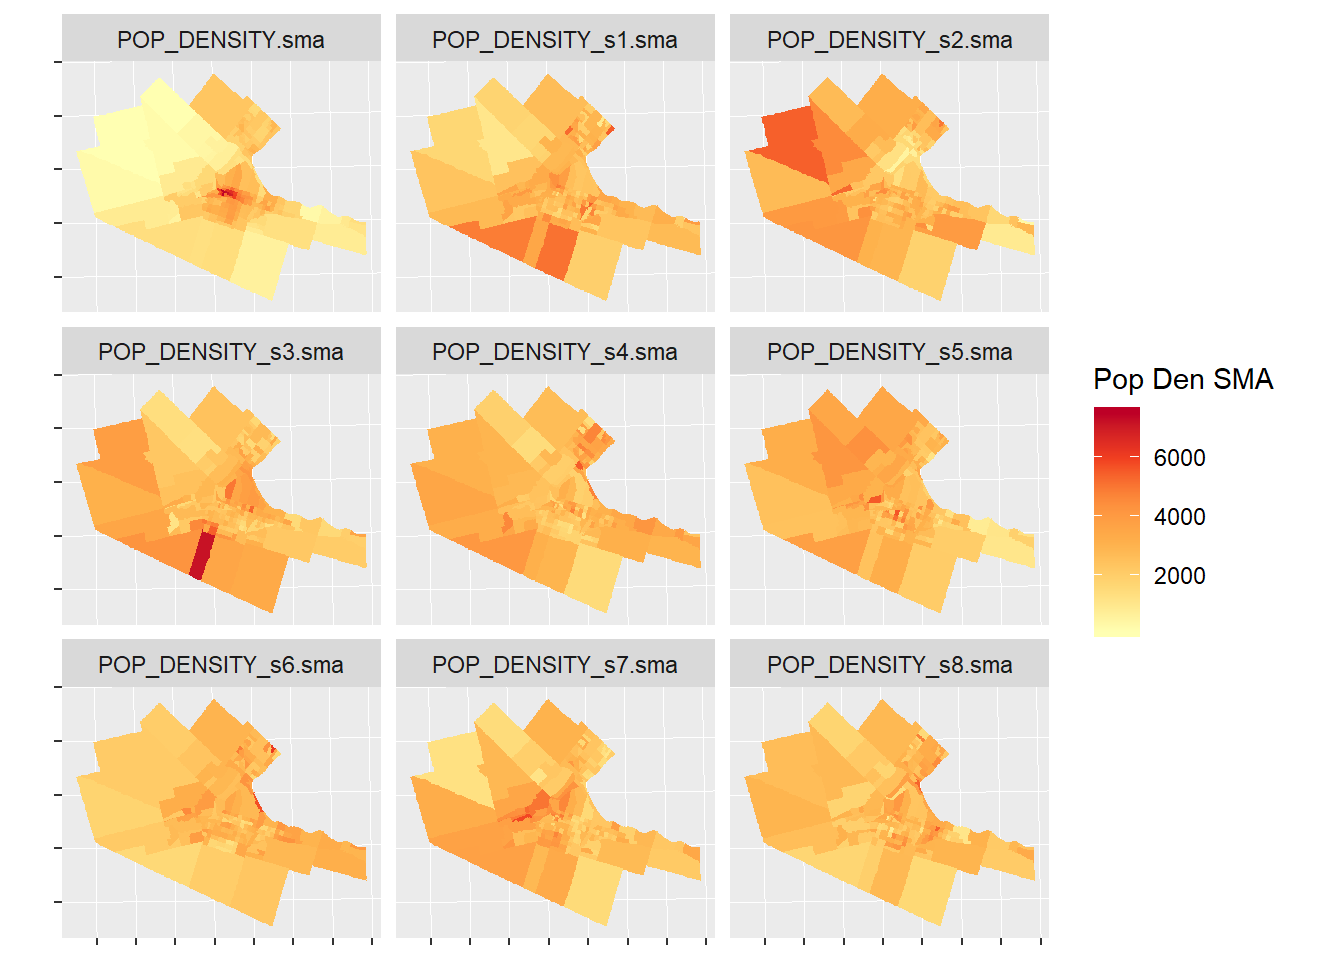 POP_DENSITY.sma
POP_DENSITY_s1.sma
POP_DENSITY_s2.sma
POP_DENSITY_s3.sma
POP_DENSITY_s4.sma
POP_DENSITY_s5.sma
Pop Den SMA
6000
4000
2000
POP_DENSITY_s6.sma
POP_DENSITY_s7.sma
POP_DENSITY_s8.sma